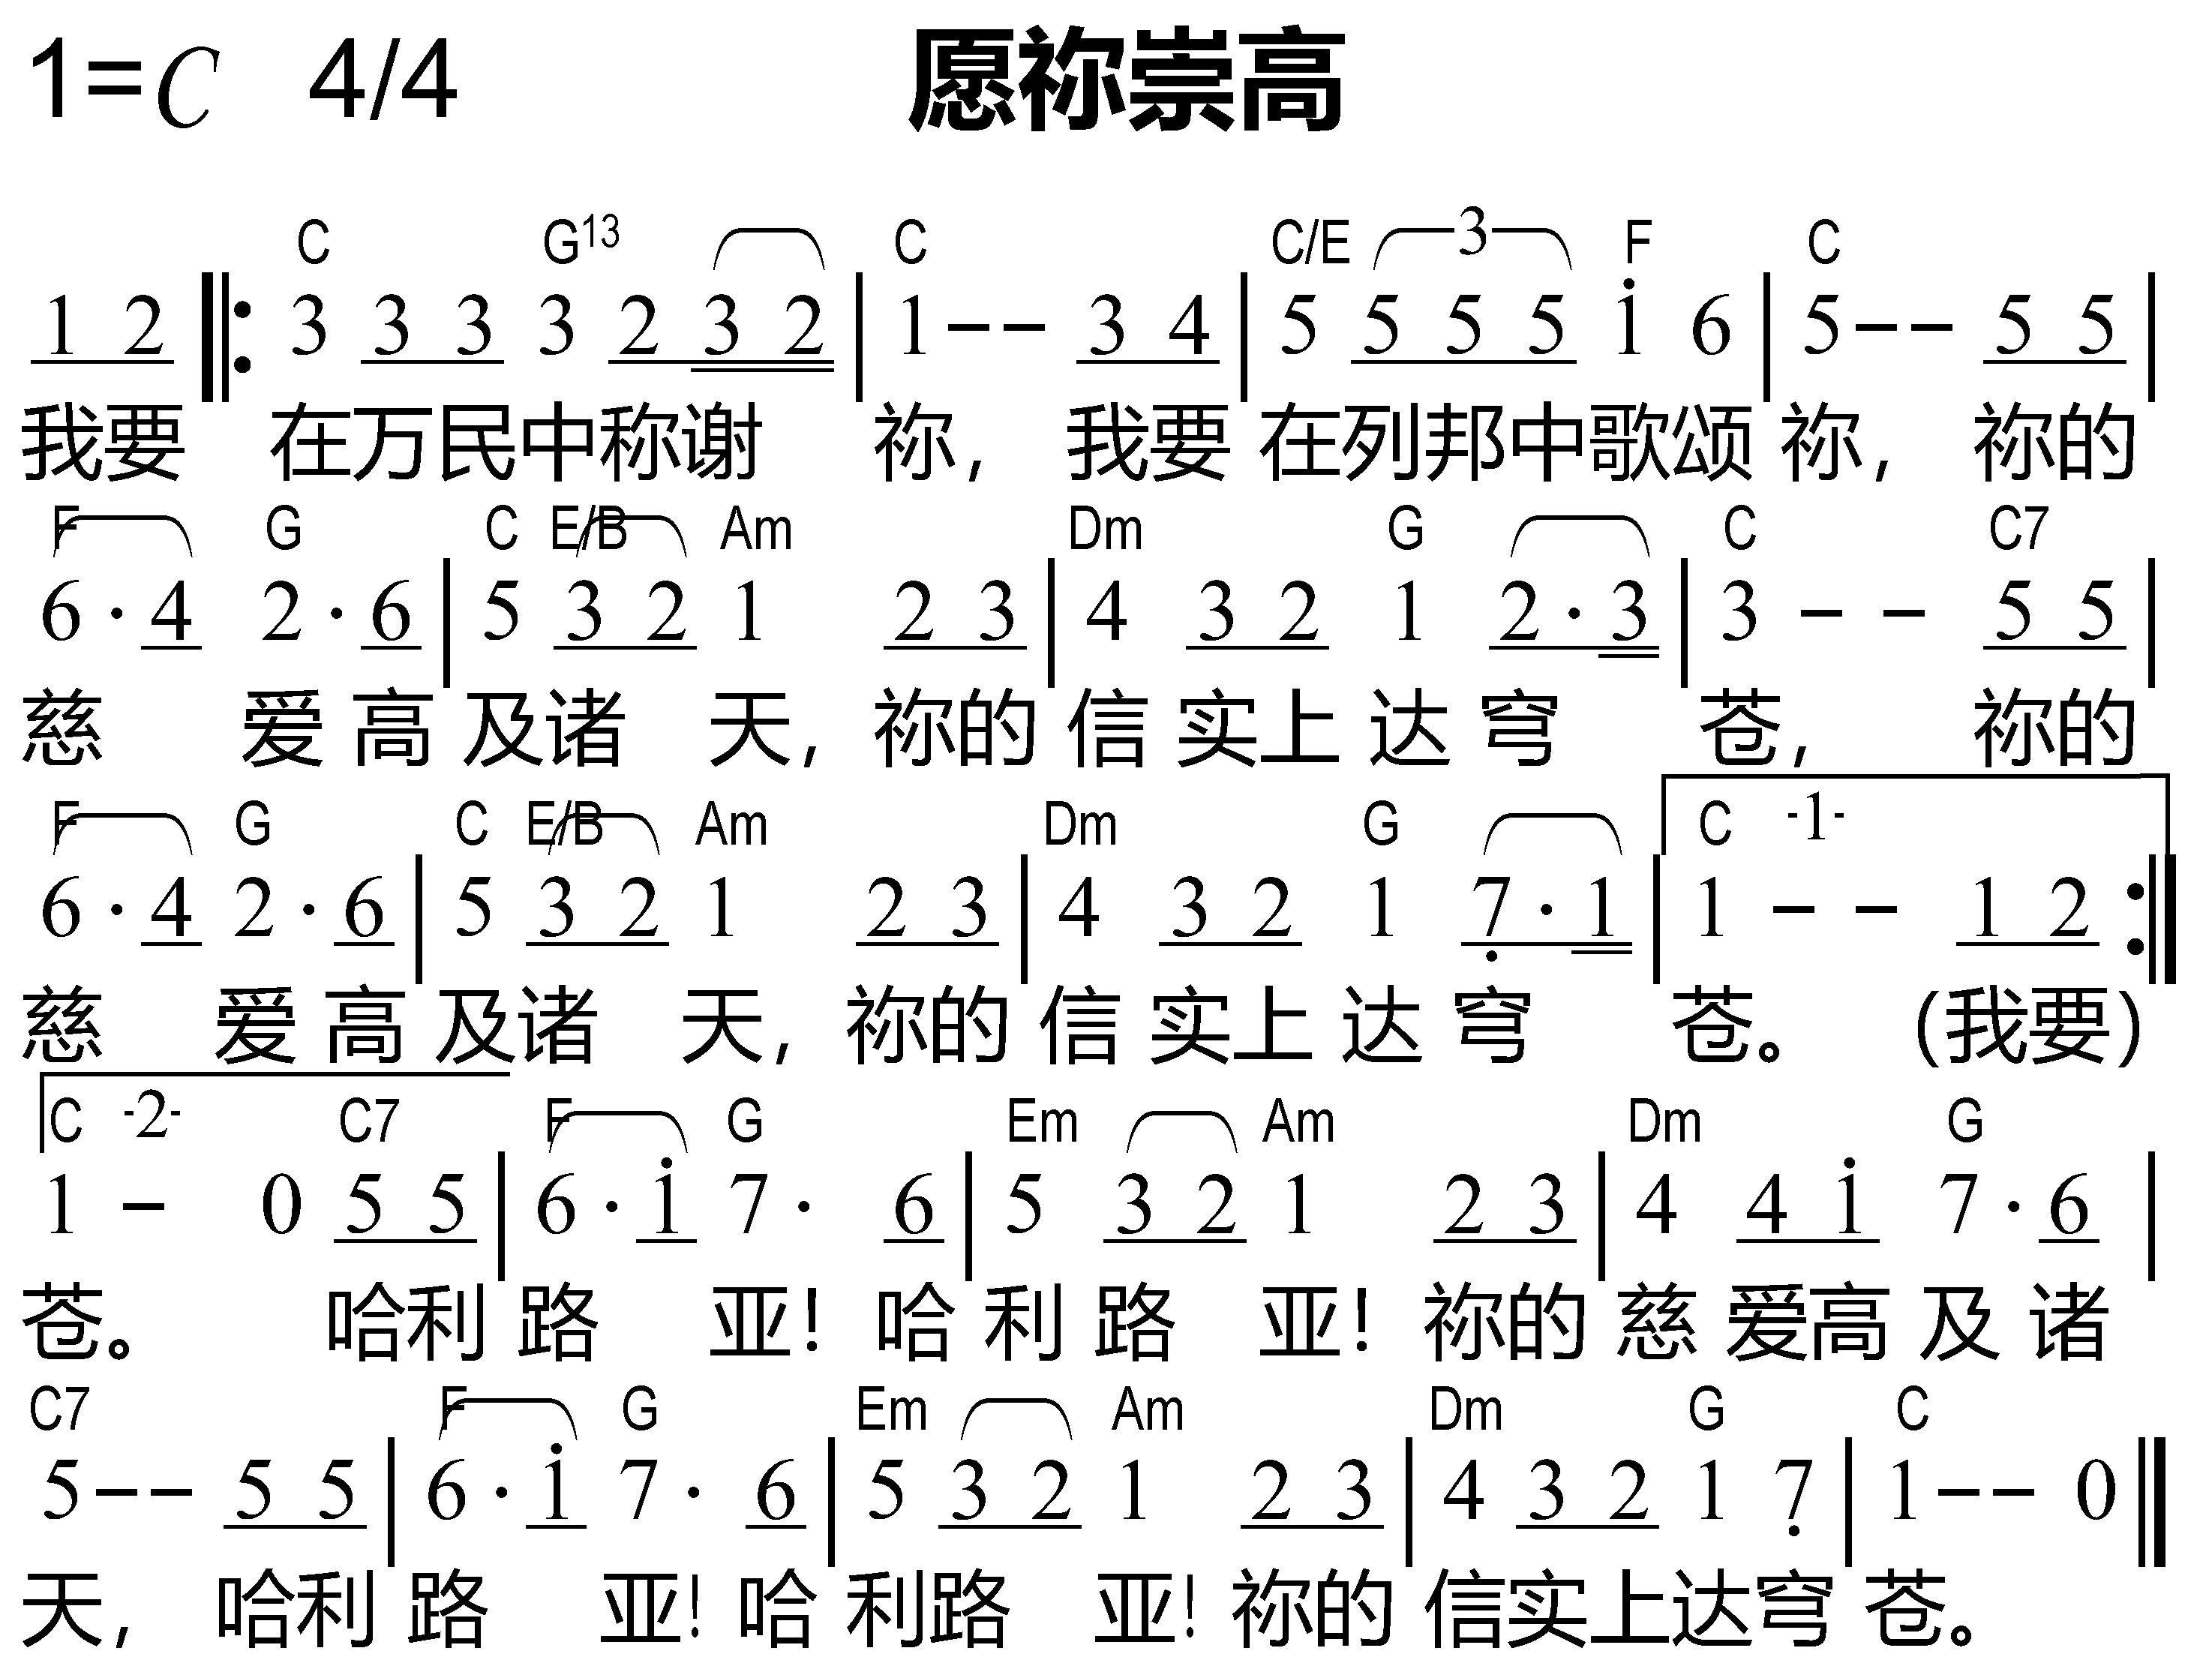 1=C 4/4 愿祢崇高
C G13 C C/E 3 F C
1 2 ‖: 3 3 3 3 2 3 2 | 1 - - 3 4 | 5 5 5 5 i 6 | 5 - - 5 5 |
我要 在万民中称谢 祢, 我要 在列邦中歌颂 祢, 祢的
F G C E/B Am Dm G C C7
6 · 4 2 · 6 | 5 3 2 1 2 3 | 4 3 2 1 2 · 3 | 3 - - 5 5 |
慈 爱 高 及诸 天, 祢的 信 实上 达 穹 苍, 祢的
F G C E/B Am Dm G C -1-
6 · 4 2 · 6 | 5 3 2 1 2 3 | 4 3 2 1 7̣ · 1 | 1 - - 1 2 :‖
慈 爱 高 及诸 天, 祢的 信 实上 达 穹 苍。 (我要)
C -2- C7 F G Em Am Dm G
1 - 0 5 5 | 6 · i 7 · 6 | 5 3 2 1 2 3 | 4 4 i 7 · 6 |
苍。 哈利 路 亚! 哈 利 路 亚! 祢的 慈 爱高 及 诸
C7 F G Em Am Dm G C
5 - - 5 5 | 6 · i 7 · 6 | 5 3 2 1 2 3 | 4 3 2 1 7̣ | 1 - - 0 ‖
天, 哈利 路 亚! 哈 利路 亚! 祢的 信实上达穹 苍。